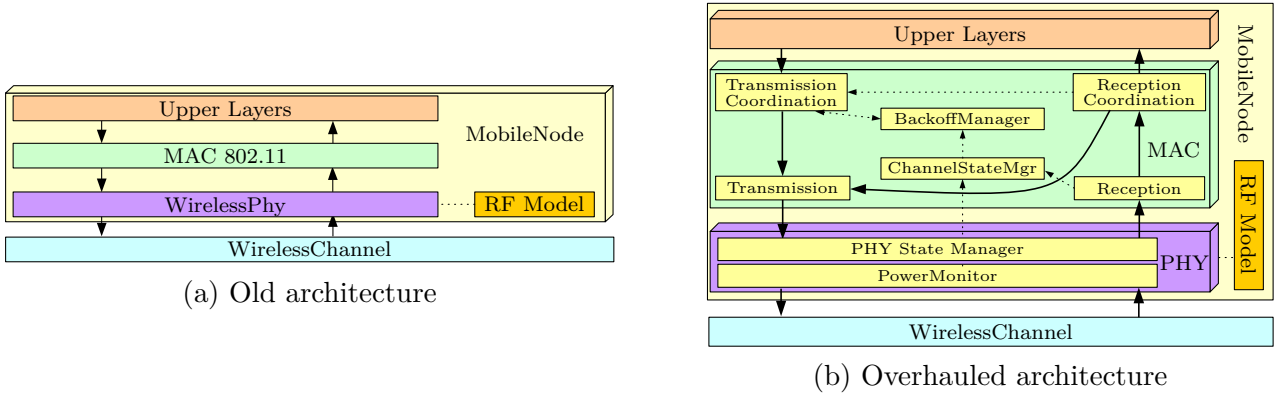 Upper Layers
MobileNode
MAC 802.11
WirelessPhy
RF Model
WirelessChannel
(a) Old architecture
Upper Layers
MobileNode
Transmission
Coordination
Reception
Coordination
BackoffManager
MAC
ChannelStateMgr
Transmission
Reception
RF Model
PHY State Manager
PHY
PowerMonitor
WirelessChannel
(b) Overhauled architecture